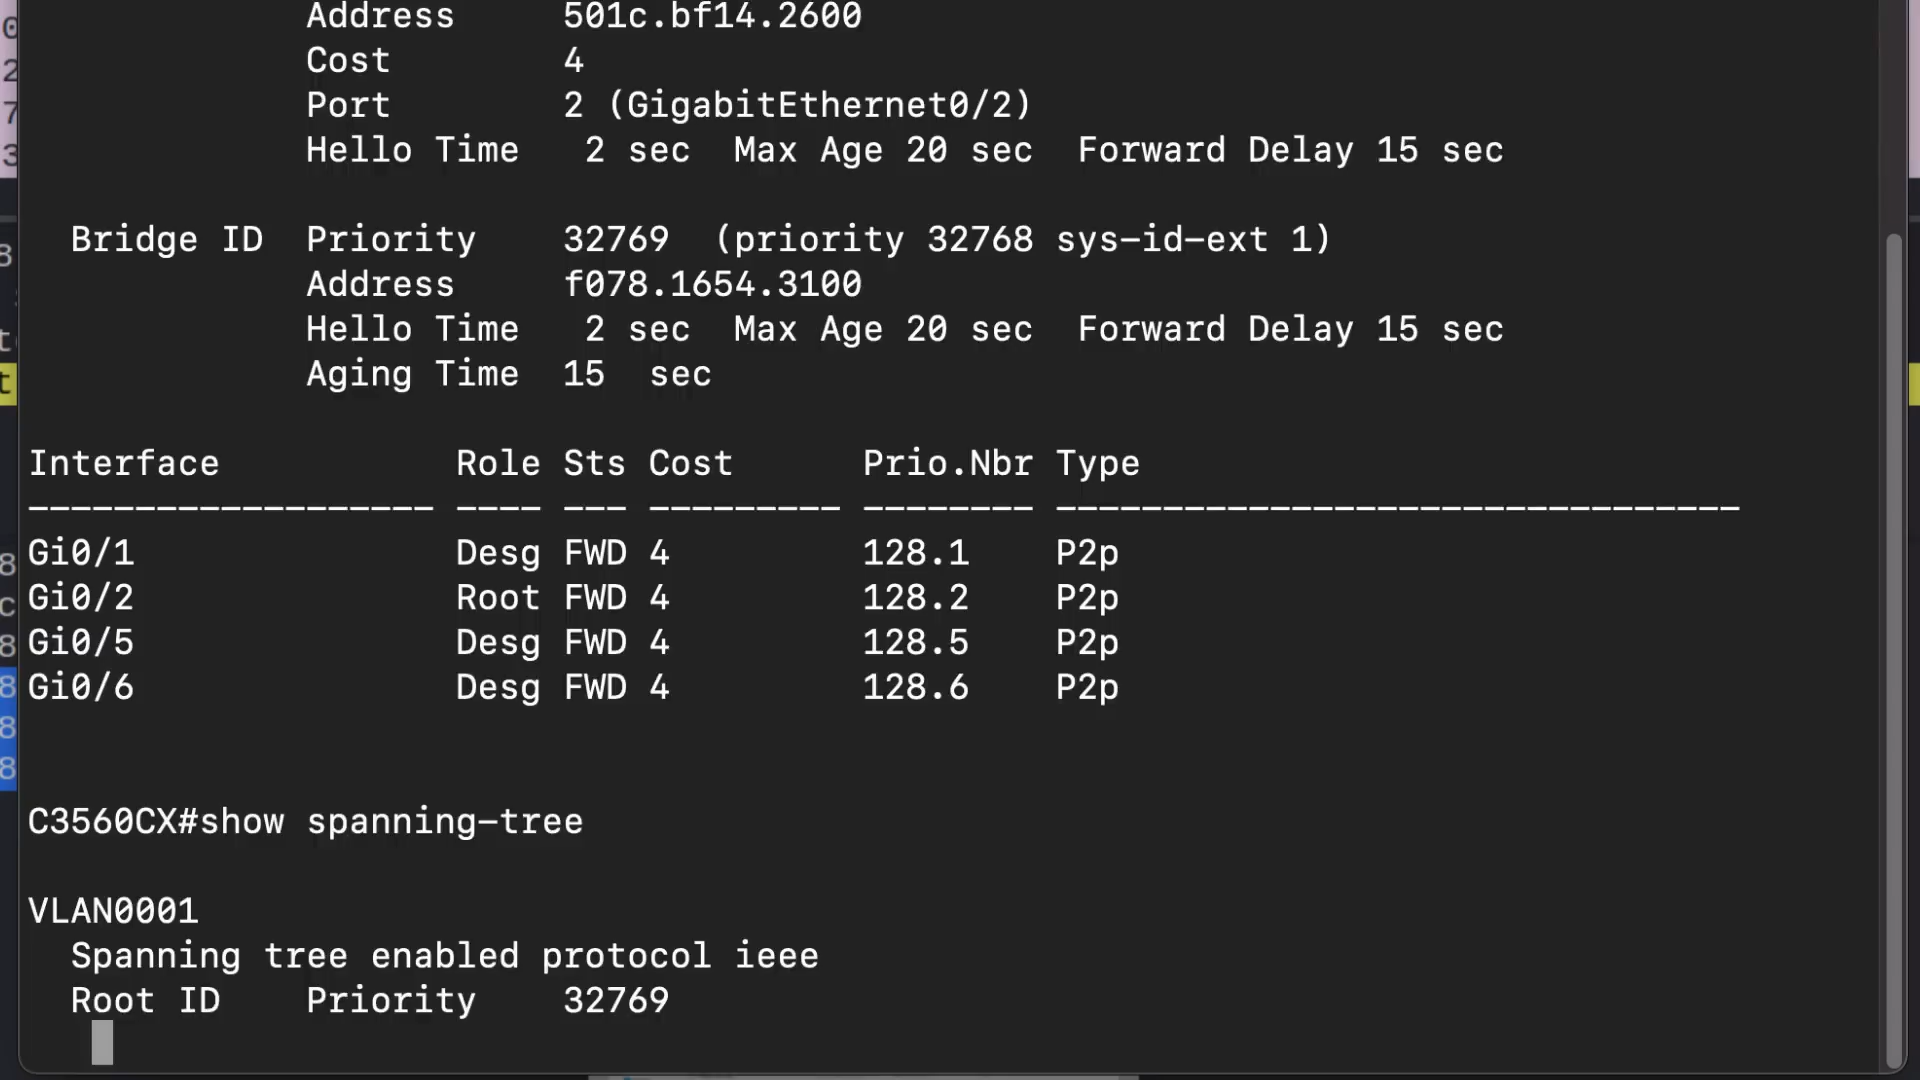 Address 501c.bf14.2600
Cost 4
Port 2 (GigabitEthernet0/2)
Hello Time 2 sec Max Age 20 sec Forward Delay 15 sec
Bridge ID Priority 32769 (priority 32768 sys-id-ext 1)
Address f078.1654.3100
Hello Time 2 sec Max Age 20 sec Forward Delay 15 sec
Aging Time 15 sec
Interface Role Sts Cost Prio.Nbr Type
------------------- ---- --- --------- -------- --------------------------------
Gi0/1 Desg FWD 4 128.1 P2p
Gi0/2 Root FWD 4 128.2 P2p
Gi0/5 Desg FWD 4 128.5 P2p
Gi0/6 Desg FWD 4 128.6 P2p
C3560CX#show spanning-tree
VLAN0001
Spanning tree enabled protocol ieee
Root ID Priority 32769